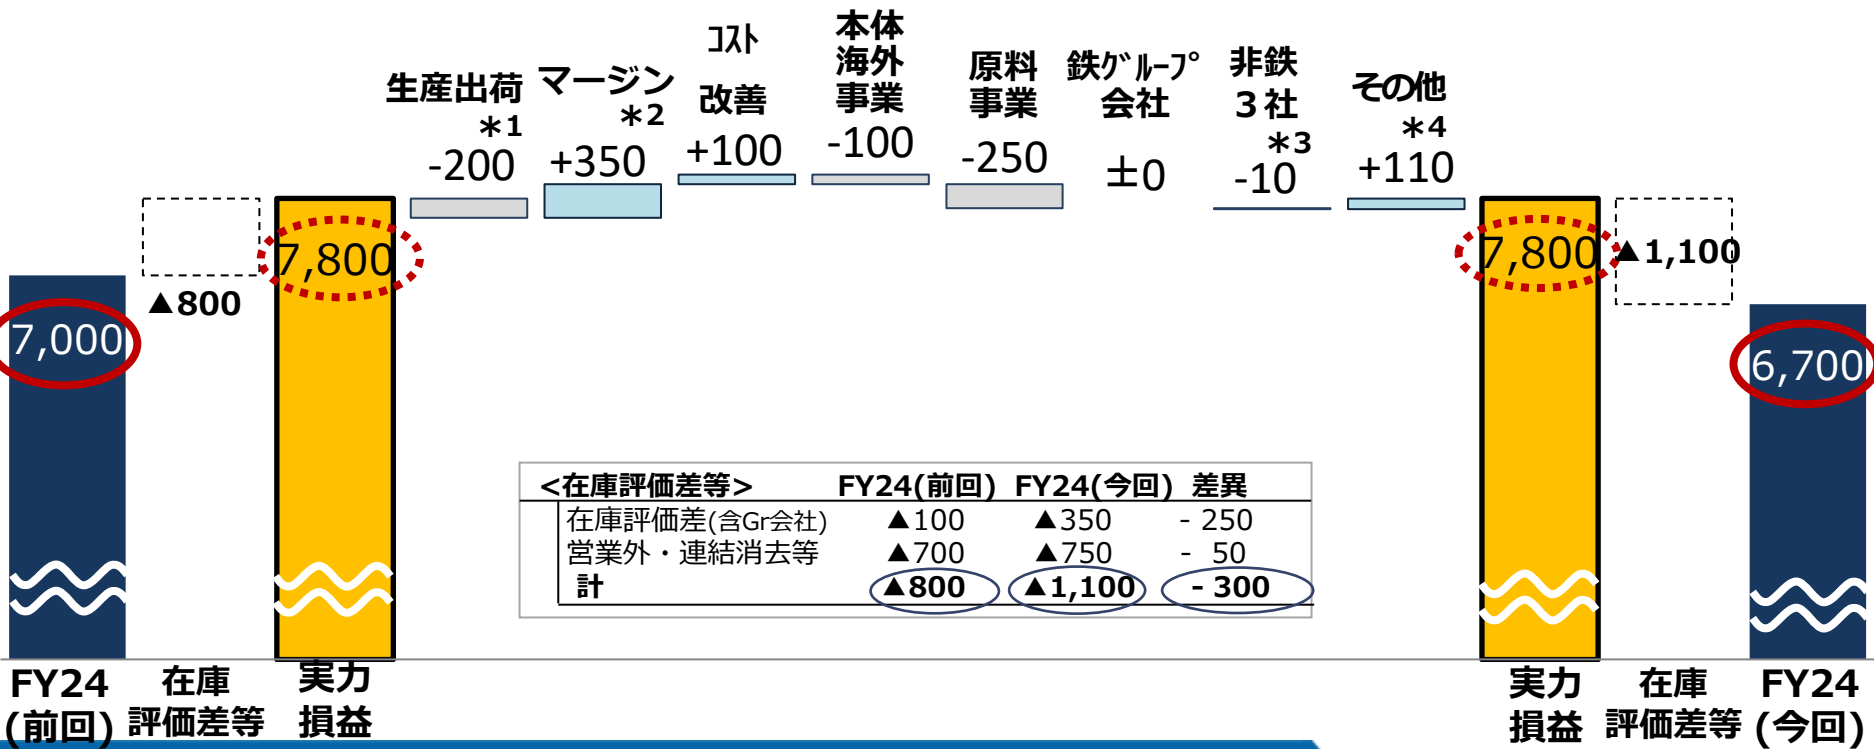 生産出荷
＊1
-200
マージン
＊2
+350
ｺｽﾄ
改善
+100
本体
海外
事業
-100
原料
事業
-250
鉄ｸﾞﾙｰﾌﾟ
会社
±0
非鉄
３社
＊3
-10
その他
＊4
+110
7,000
▲800
7,800
7,800
▲1,100
6,700
<在庫評価差等> FY24(前回) FY24(今回) 差異
在庫評価差(含Gr会社) ▲100 ▲350 - 250
営業外・連結消去等 ▲700 ▲750 - 50
計 ▲800 ▲1,100 - 300
FY24
(前回)
在庫
評価差等
実力
損益
実力
損益
在庫
評価差等
FY24
(今回)